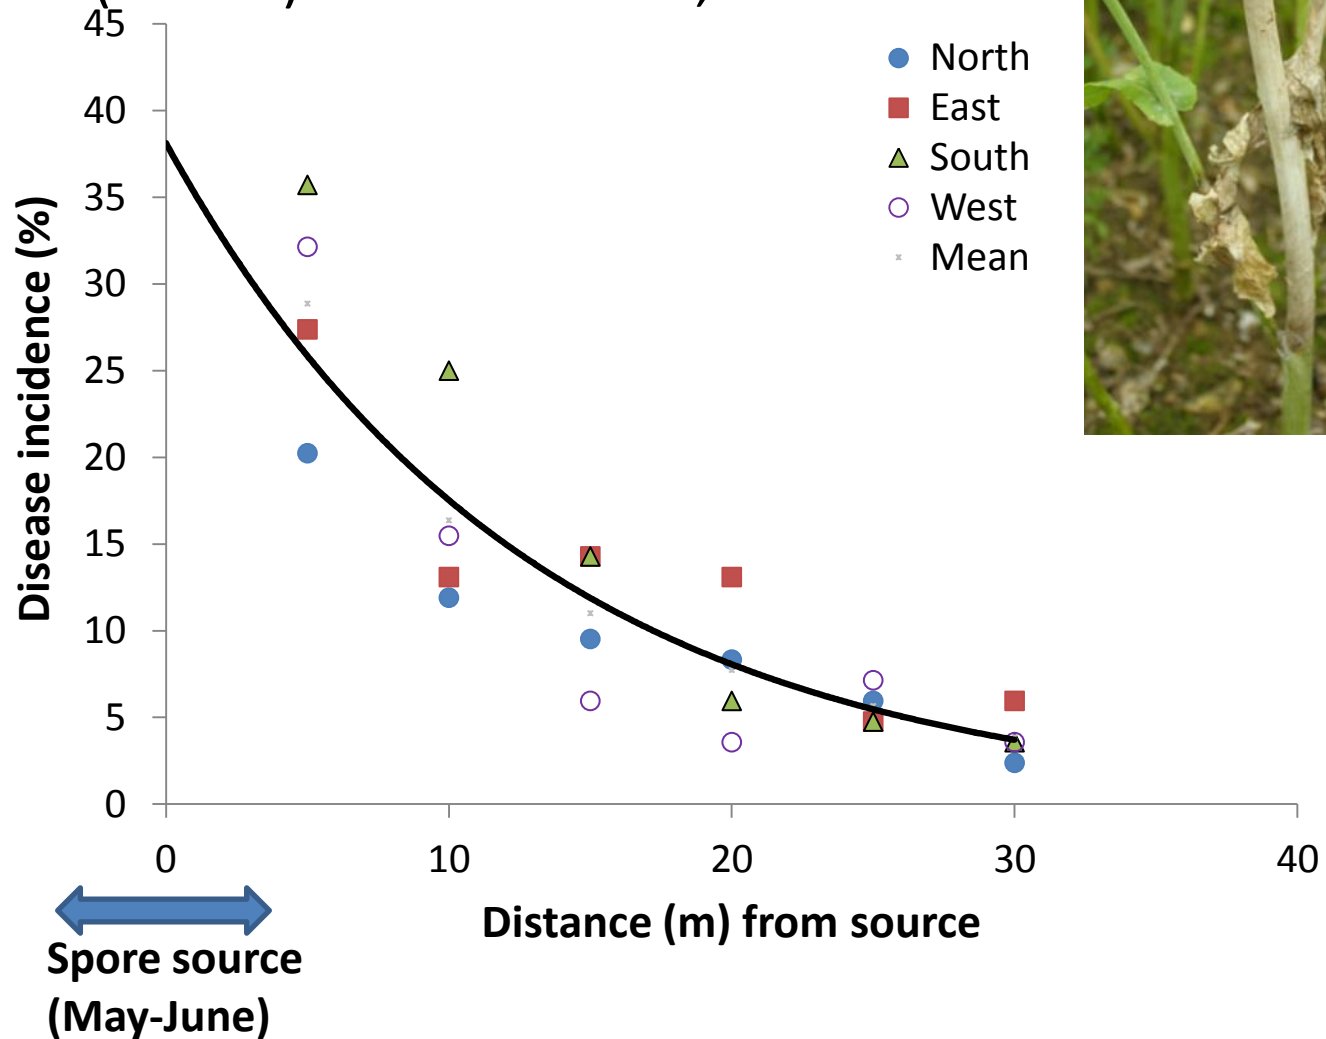 45
40
35
30
25
20
15
10
5
0
Disease incidence (%)
North
East
South
West
Mean
0 10 20 30 40
Distance (m) from source
Spore source
(May-June)